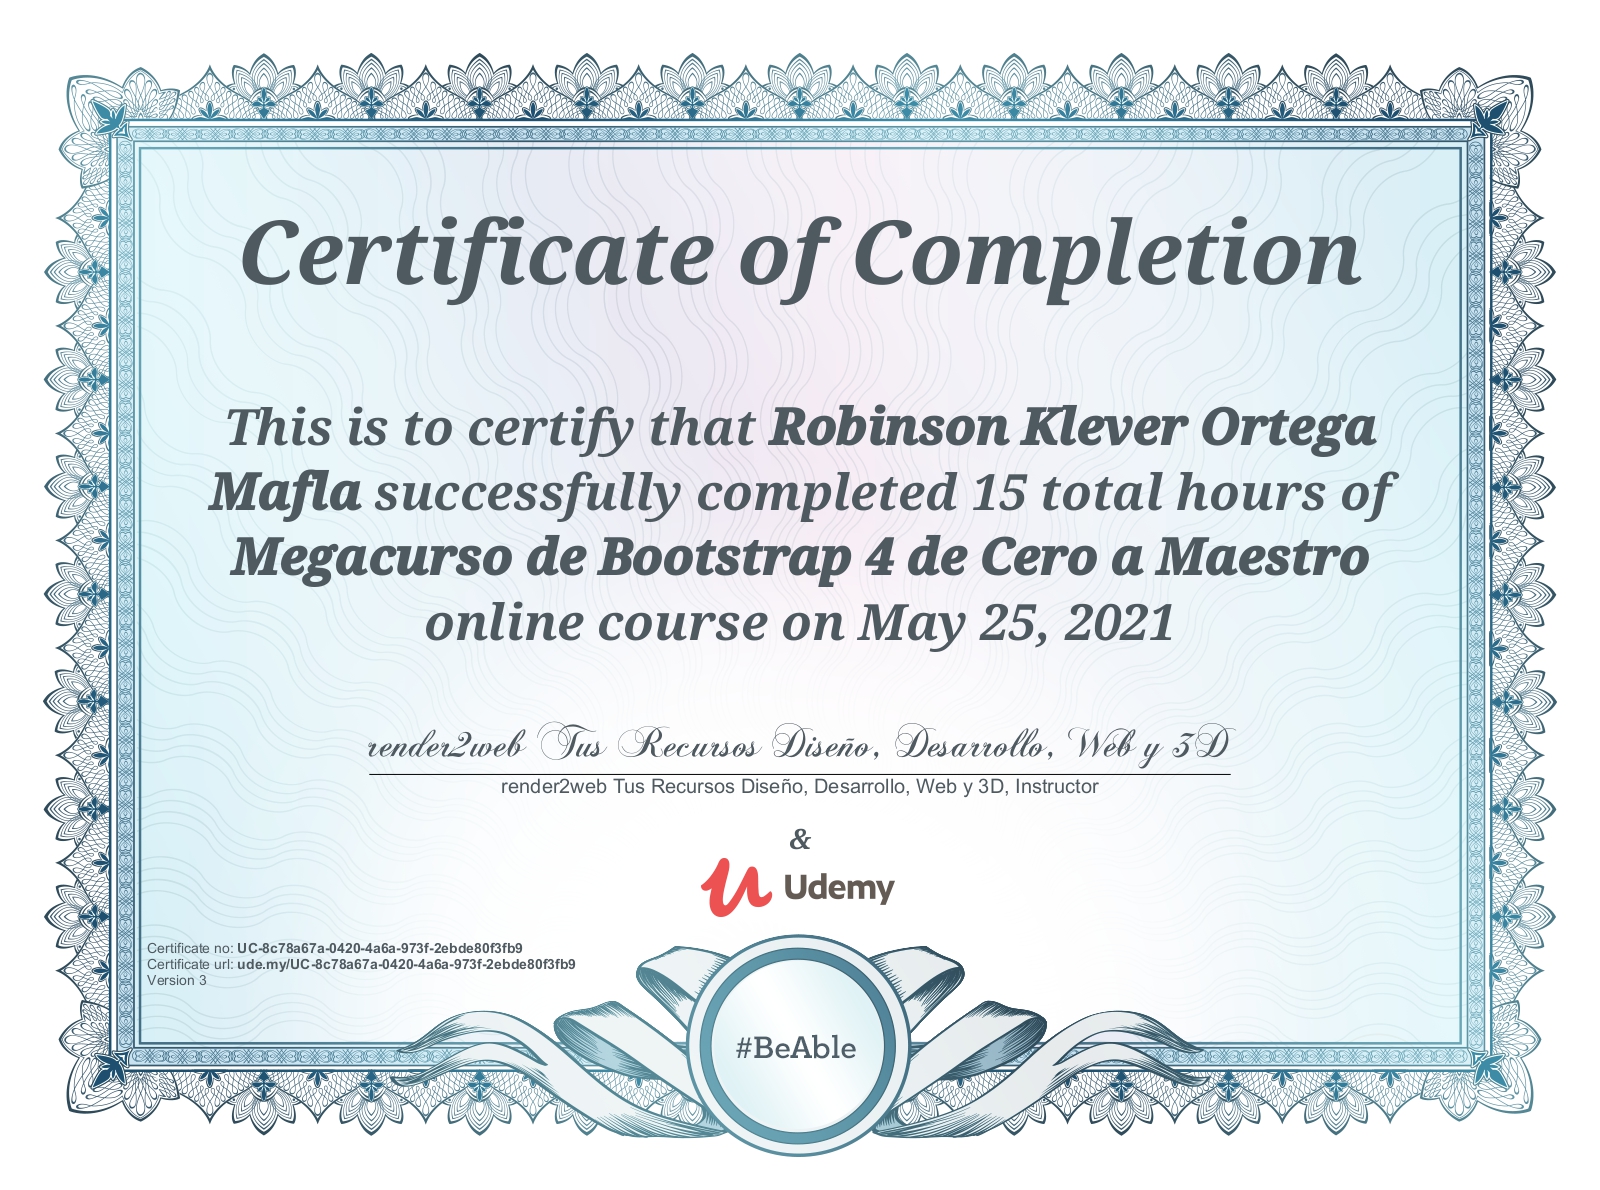 Certificate of Completion
This is to certify that Robinson Klever Ortega
Mafla successfully completed 15 total hours of
Megacurso de Bootstrap 4 de Cero a Maestro
online course on May 25, 2021
render2web Tus Recursos Diseño, Desarrollo, Web y 3D
render2web Tus Recursos Diseño, Desarrollo, Web y 3D, Instructor
&
Udemy
Certificate no: UC-8c78a67a-0420-4a6a-973f-2ebde80f3fb9
Certificate url: ude.my/UC-8c78a67a-0420-4a6a-973f-2ebde80f3fb9
Version 3
#BeAble